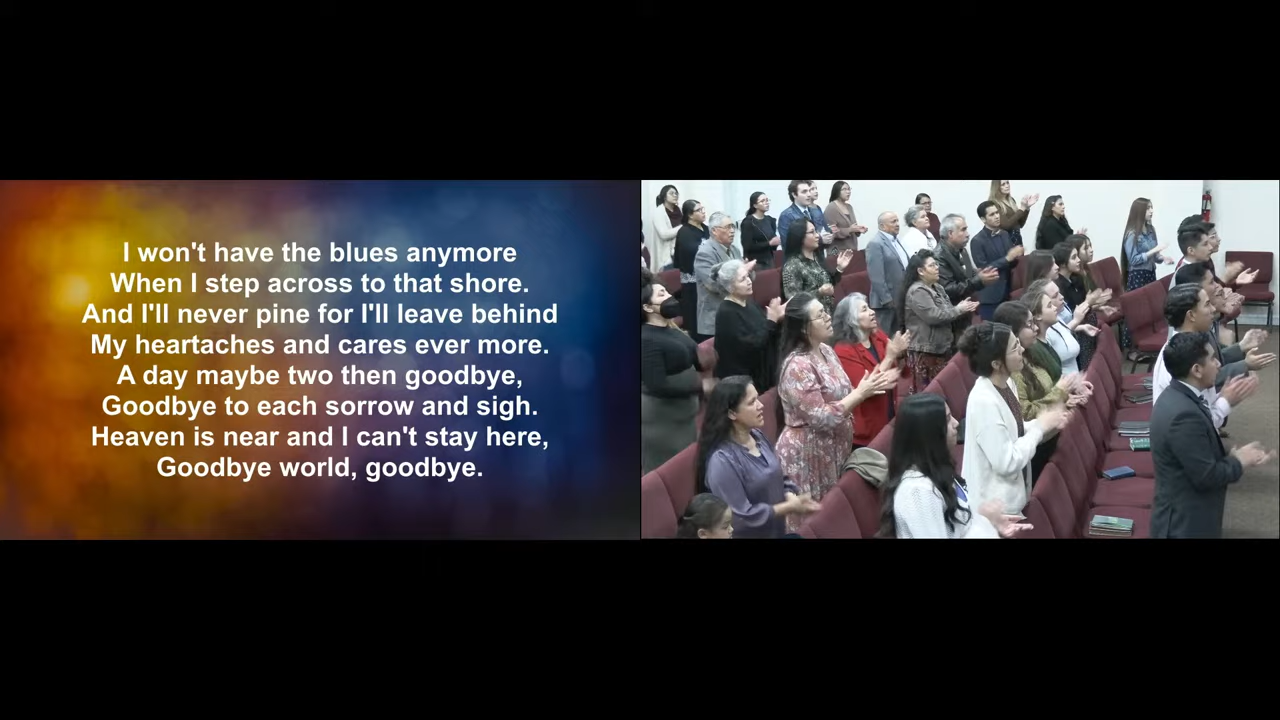 I won't have the blues anymore
When I step across to that shore.
And I'll never pine for I'll leave behind
My heartaches and cares ever more.
A day maybe two then goodbye,
Goodbye to each sorrow and sigh.
Heaven is near and I can't stay here,
Goodbye world, goodbye.